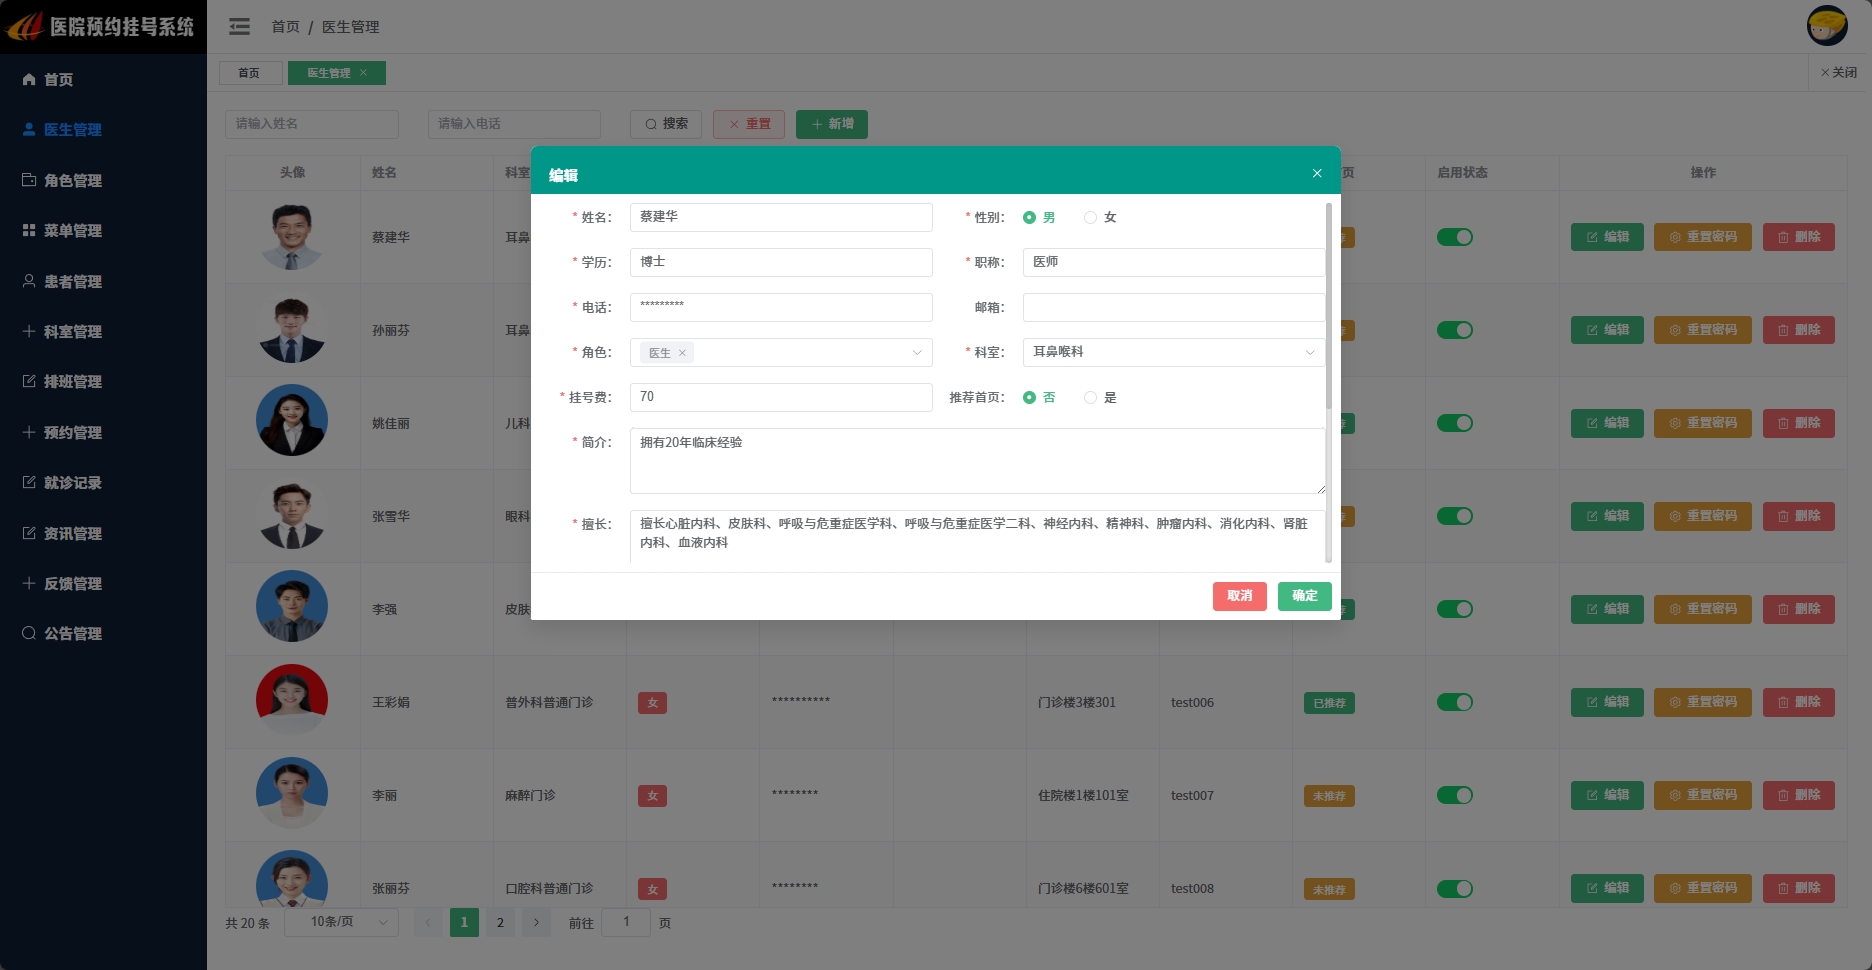 医院预约挂号系统
首页 / 医生管理
首页
医生管理
关闭
首页
医生管理
角色管理
菜单管理
患者管理
科室管理
排班管理
预约管理
就诊记录
资讯管理
反馈管理
公告管理
请输入姓名 请输入电话 搜索 重置 新增
头像 姓名 科室 页 启用状态 操作
编辑
* 姓名： 蔡建华 * 性别： 男 女
* 学历： 博士 * 职称： 医师
* 电话： ********* 邮箱：
* 角色： 医生 * 科室： 耳鼻喉科
* 挂号费： 70 推荐首页： 否 是
* 简介： 拥有20年临床经验
* 擅长： 擅长心脏内科、皮肤科、呼吸与危重症医学科、呼吸与危重症医学二科、神经内科、精神科、肿瘤内科、消化内科、肾脏
内科、血液内科
取消 确定
蔡建华 耳鼻 编辑 重置密码 删除
孙丽芬 耳鼻 编辑 重置密码 删除
姚佳丽 儿科 编辑 重置密码 删除
张雪华 眼科 编辑 重置密码 删除
李强 皮肤 编辑 重置密码 删除
王彩娟 普外科普通门诊 女 ********** 门诊楼3楼301 test006 已推荐 编辑 重置密码 删除
李丽 麻醉门诊 女 ******** 住院楼1楼101室 test007 未推荐 编辑 重置密码 删除
张丽芬 口腔科普通门诊 女 ******** 门诊楼6楼601室 test008 未推荐 编辑 重置密码 删除
共 20 条 10条/页 1 2 前往 1 页